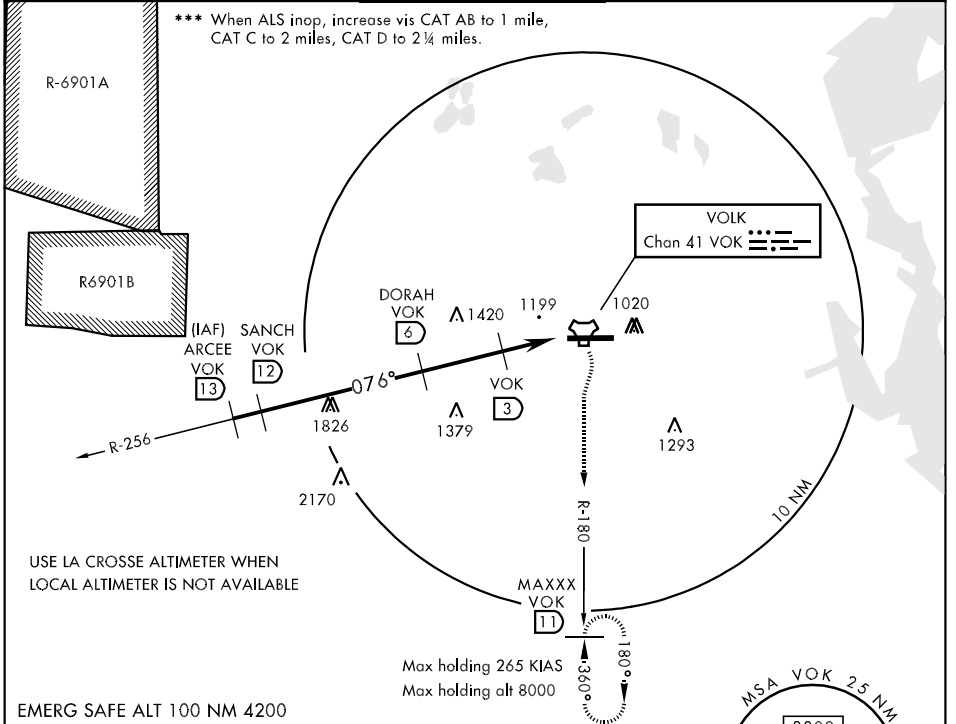 *** When ALS inop, increase vis CAT AB to 1 mile,
CAT C to 2 miles, CAT D to 2¼ miles.
R-6901A
R6901B
VOLK
Chan 41 VOK
(IAF)
ARCEE
VOK
13
SANCH
VOK
12
DORAH
VOK
6
1420
1199
1020
076°
VOK
3
R-256
1826
1379
1293
2170
R-180
10 NM
USE LA CROSSE ALTIMETER WHEN
LOCAL ALTIMETER IS NOT AVAILABLE
MAXXX
VOK
11
180°
360°
Max holding 265 KIAS
Max holding alt 8000
EMERG SAFE ALT 100 NM 4200
MSA VOK 25 NM